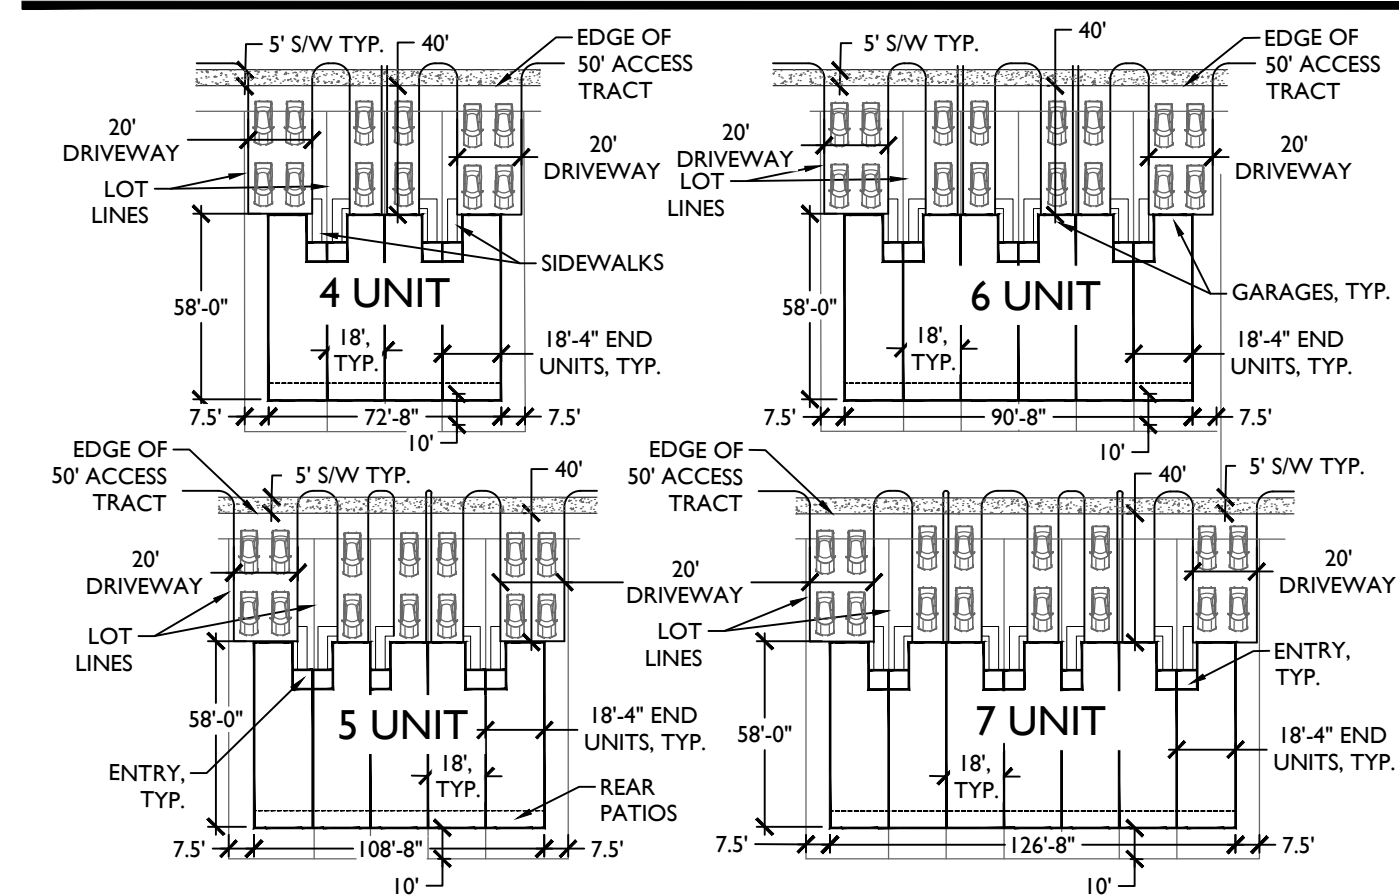 5' S/W TYP.
40'
EDGE OF
50' ACCESS
TRACT
20'
DRIVEWAY
20'
DRIVEWAY
LOT
LINES
SIDEWALKS
4 UNIT
58'-0"
18',
TYP.
18'-4" END
UNITS, TYP.
7.5'
72'-8"
7.5'
10'
5' S/W TYP.
40'
EDGE OF
50' ACCESS
TRACT
20'
DRIVEWAY
20'
DRIVEWAY
LOT
LINES
6 UNIT
GARAGES, TYP.
58'-0"
18',
TYP.
18'-4" END
UNITS, TYP.
7.5'
90'-8"
7.5'
10'
EDGE OF
50' ACCESS
TRACT
5' S/W TYP.
40'
20'
DRIVEWAY
20'
DRIVEWAY
LOT
LINES
58'-0"
5 UNIT
18'-4" END
UNITS, TYP.
ENTRY,
TYP.
18',
TYP.
REAR
PATIOS
7.5'
108'-8"
7.5'
10'
EDGE OF
50' ACCESS
TRACT
40'
5' S/W TYP.
20'
DRIVEWAY
LOT
LINES
ENTRY,
TYP.
58'-0"
7 UNIT
18'-4" END
UNITS, TYP.
18',
TYP.
7.5'
126'-8"
7.5'
10'